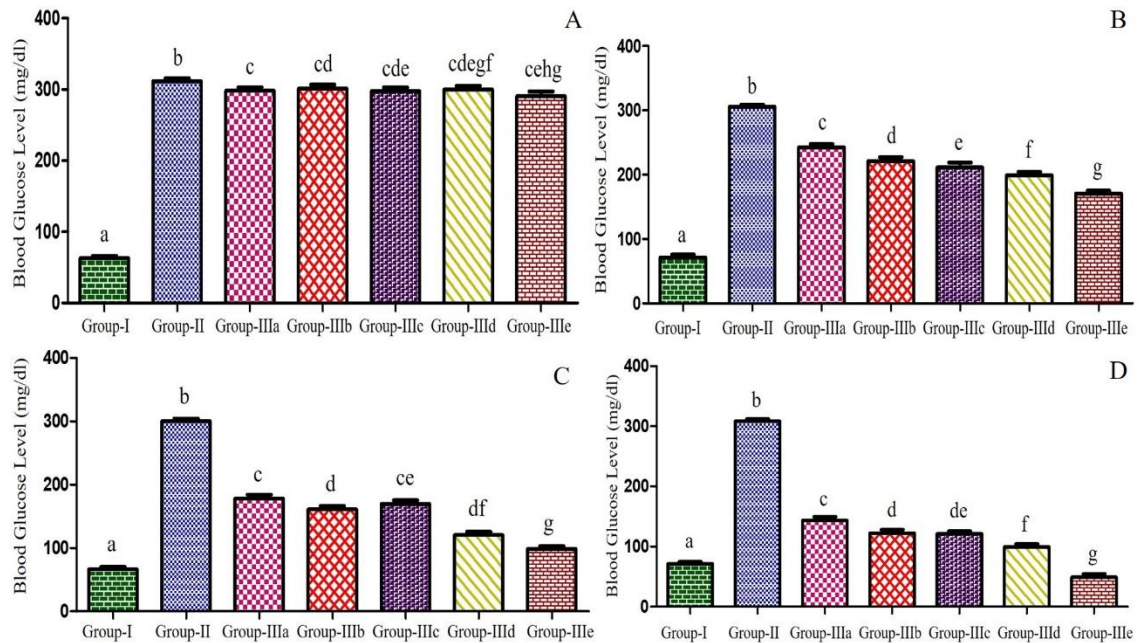 A
Blood Glucose Level (mg/dl)
400
300
200
100
0
a
b
c
cd
cde
cdegf
cehg
Group-I
Group-II
Group-IIIa
Group-IIIb
Group-IIIc
Group-IIId
Group-IIIe
B
Blood Glucose Level (mg/dl)
400
300
200
100
0
a
b
c
d
e
f
g
Group-I
Group-II
Group-IIIa
Group-IIIb
Group-IIIc
Group-IIId
Group-IIIe
C
Blood Glucose Level (mg/dl)
400
300
200
100
0
a
b
c
d
ce
df
g
Group-I
Group-II
Group-IIIa
Group-IIIb
Group-IIIc
Group-IIId
Group-IIIe
D
Blood Glucose Level (mg/dl)
400
300
200
100
0
a
b
c
d
de
f
g
Group-I
Group-II
Group-IIIa
Group-IIIb
Group-IIIc
Group-IIId
Group-IIIe